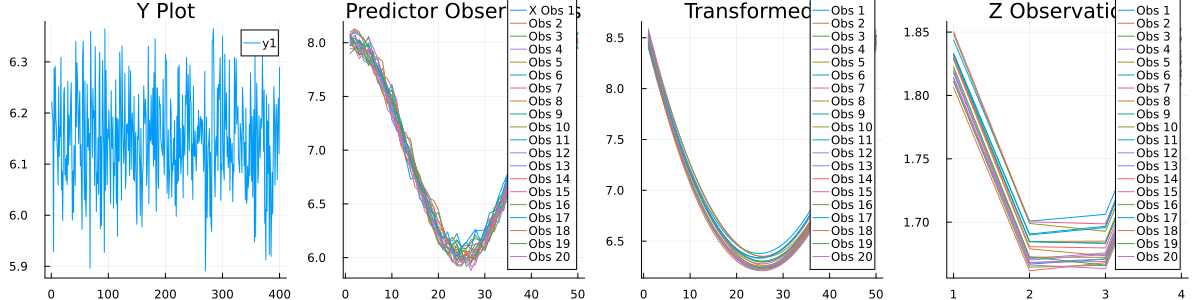 Y Plot
y1
6.3
6.2
6.1
6.0
5.9
0
100
200
300
400
Predictor Obser s
X Obs 1
Obs 2
Obs 3
Obs 4
Obs 5
Obs 6
Obs 7
Obs 8
Obs 9
Obs 10
Obs 11
Obs 12
Obs 13
Obs 14
Obs 15
Obs 16
Obs 17
Obs 18
Obs 19
Obs 20
8.0
7.5
7.0
6.5
6.0
0
10
20
30
40
50
Transformed
Obs 1
Obs 2
Obs 3
Obs 4
Obs 5
Obs 6
Obs 7
Obs 8
Obs 9
Obs 10
Obs 11
Obs 12
Obs 13
Obs 14
Obs 15
Obs 16
Obs 17
Obs 18
Obs 19
Obs 20
8.5
8.0
7.5
7.0
6.5
0
10
20
30
40
50
Z Observatio
Obs 1
Obs 2
Obs 3
Obs 4
Obs 5
Obs 6
Obs 7
Obs 8
Obs 9
Obs 10
Obs 11
Obs 12
Obs 13
Obs 14
Obs 15
Obs 16
Obs 17
Obs 18
Obs 19
Obs 20
1.85
1.80
1.75
1.70
1
2
3
4